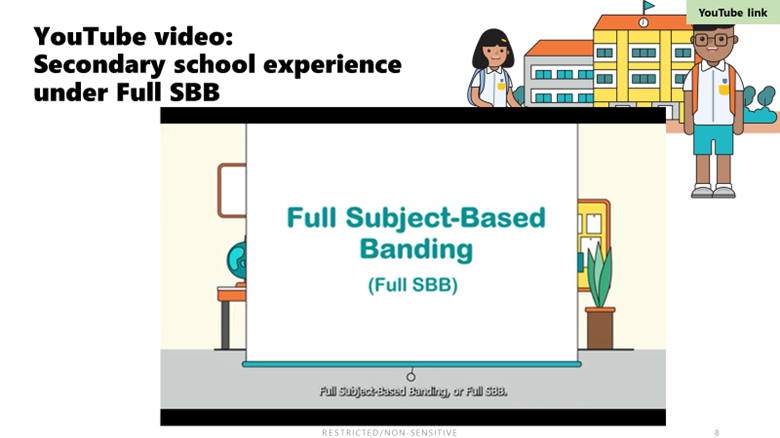 YouTube link
YouTube video:
Secondary school experience
under Full SBB
Full Subject-Based
Banding
(Full SBB)
Full Subject-Based Banding, or Full SBB.
RESTRICTED/NON-SENSITIVE
8